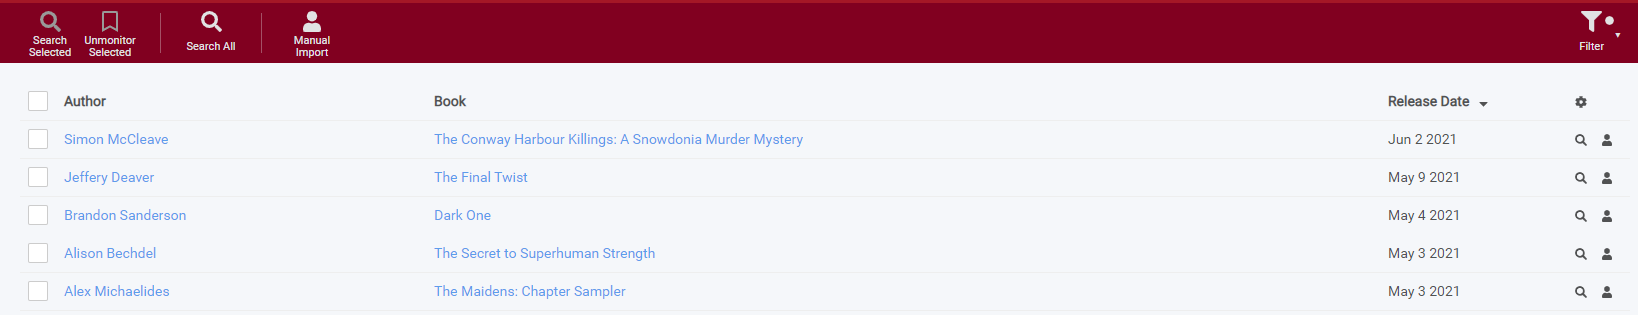 Search
Selected
Unmonitor
Selected
Search All
Manual
Import
Filter
Author Book Release Date
Simon McCleave The Conway Harbour Killings: A Snowdonia Murder Mystery Jun 2 2021
Jeffery Deaver The Final Twist May 9 2021
Brandon Sanderson Dark One May 4 2021
Alison Bechdel The Secret to Superhuman Strength May 3 2021
Alex Michaelides The Maidens: Chapter Sampler May 3 2021